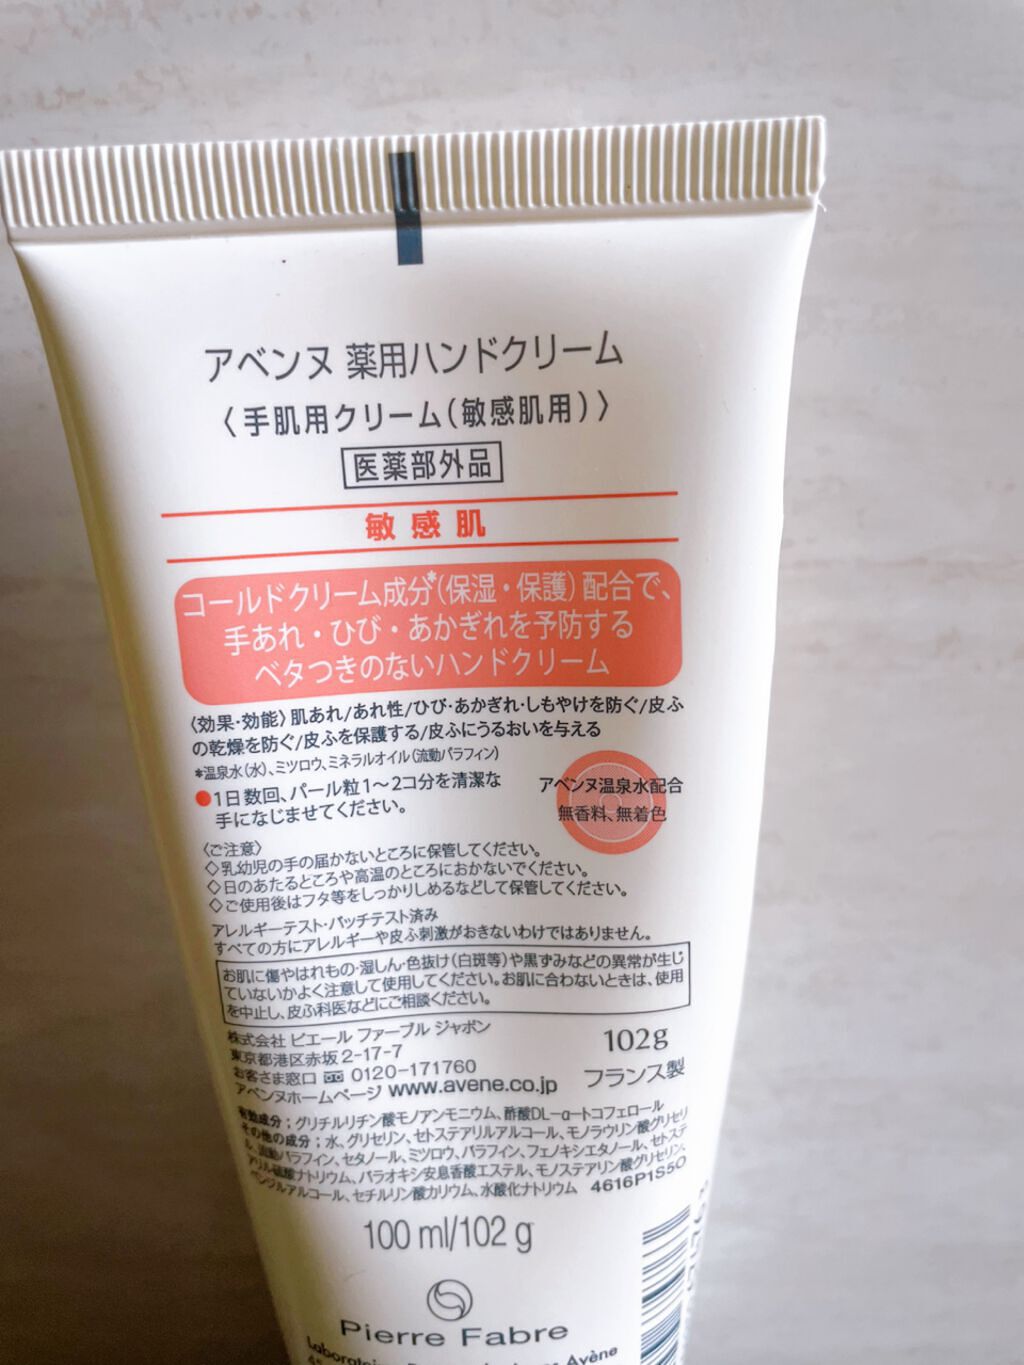 アベンヌ 薬用ハンドクリーム
〈手肌用クリーム(敏感肌用)〉
医薬部外品
敏感肌
コールドクリーム成分*(保湿・保護)配合で、
手あれ・ひび・あかぎれを予防する
ベタつきのないハンドクリーム
〈効果・効能〉肌あれ/あれ性/ひび・あかぎれ・しもやけを防ぐ/皮ふ
の乾燥を防ぐ/皮ふを保護する/皮ふにうるおいを与える
*温泉水(水)、ミツロウ、ミネラルオイル(流動パラフィン)
●1日数回、パール粒1〜2コ分を清潔な
手になじませてください。
アベンヌ温泉水配合
無香料、無着色
〈ご注意〉
◇乳幼児の手の届かないところに保管してください。
◇日のあたるところや高温のところにおかないでください。
◇ご使用後はフタ等をしっかりしめるなどして保管してください。
アレルギーテスト・パッチテスト済み
すべての方にアレルギーや皮ふ刺激がおきないわけではありません。
お肌に傷やはれもの・湿しん・色抜け(白斑等)や黒ずみなどの異常が生じ
ていないかよく注意して使用してください。お肌に合わないときは、使用
を中止し、皮ふ科医などにご相談ください。
株式会社 ピエール ファーブル ジャポン
東京都港区赤坂2-17-7
お客さま窓口 0120-171760
アベンヌホームページ www.avene.co.jp
102g
フランス製
有効成分;グリチルリチン酸モノアンモニウム、酢酸DL-α-トコフェロール
その他の成分;水、グリセリン、セトステアリルアルコール、モノラウリン酸グリセリ
ル、流動パラフィン、セタノール、ミツロウ、パラフィン、フェノキシエタノール、セトステ
アリル硫酸ナトリウム、パラオキシ安息香酸エステル、モノステアリン酸グリセリン、
ベンジルアルコール、セチルリン酸カリウム、水酸化ナトリウム 4616P1S50
100 ml/102 g
Pierre Fabre
Avène